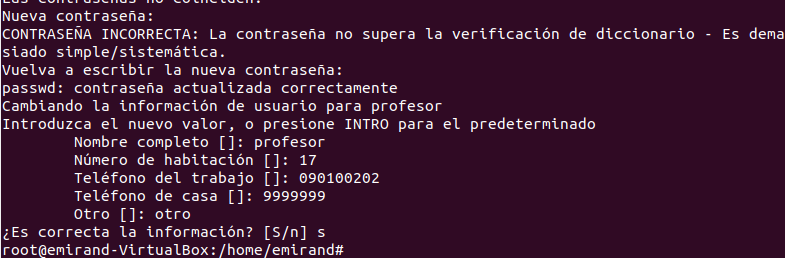 Las contraseñas no coinciden.
Nueva contraseña:
CONTRASEÑA INCORRECTA: La contraseña no supera la verificación de diccionario - Es dema
siado simple/sistemática.
Vuelva a escribir la nueva contraseña:
passwd: contraseña actualizada correctamente
Cambiando la información de usuario para profesor
Introduzca el nuevo valor, o presione INTRO para el predeterminado
Nombre completo []: profesor
Número de habitación []: 17
Teléfono del trabajo []: 090100202
Teléfono de casa []: 9999999
Otro []: otro
¿Es correcta la información? [S/n] s
root@emirand-VirtualBox:/home/emirand#